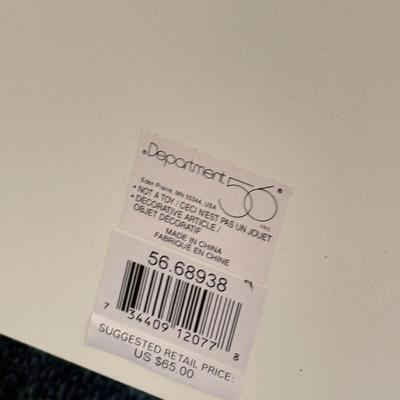 Department 56®
INC.
Eden Prairie, MN 55344, USA
• NOT A TOY / CECI N'EST PAS UN JOUET
• DECORATIVE ARTICLE /
OBJET DÉCORATIF
MADE IN CHINA
FABRIQUÉ EN CHINE
56.68938
7 34409 12077 8
SUGGESTED RETAIL PRICE:
US $65.00